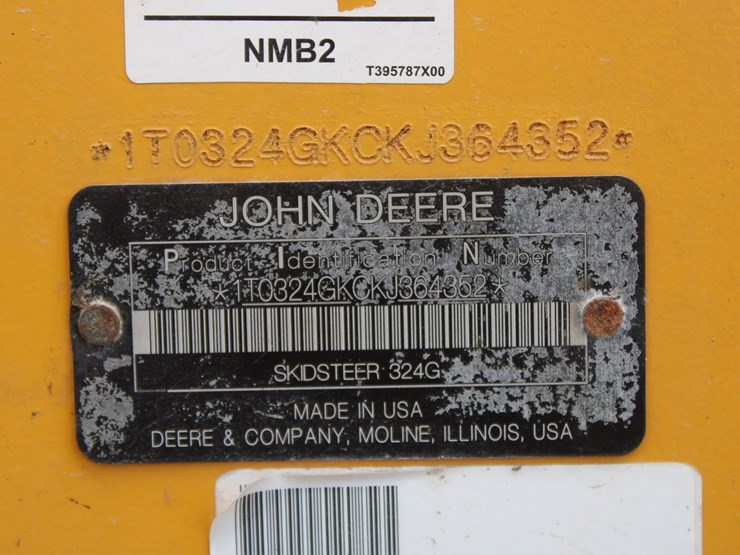 NMB2
T395787X00
*1T0324GKCKJ364352*
JOHN DEERE
Product Identification Number
*1T0324GKCKJ364352*
SKIDSTEER 324G
MADE IN USA
DEERE & COMPANY, MOLINE, ILLINOIS, USA